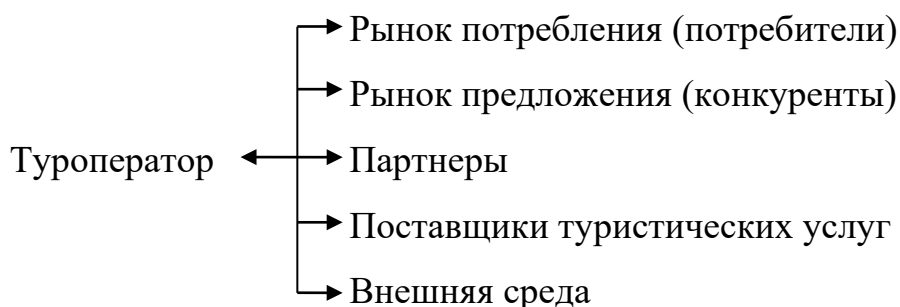 Рынок потребления (потребители)
Рынок предложения (конкуренты)
Туроператор
Партнеры
Поставщики туристических услуг
Внешняя среда